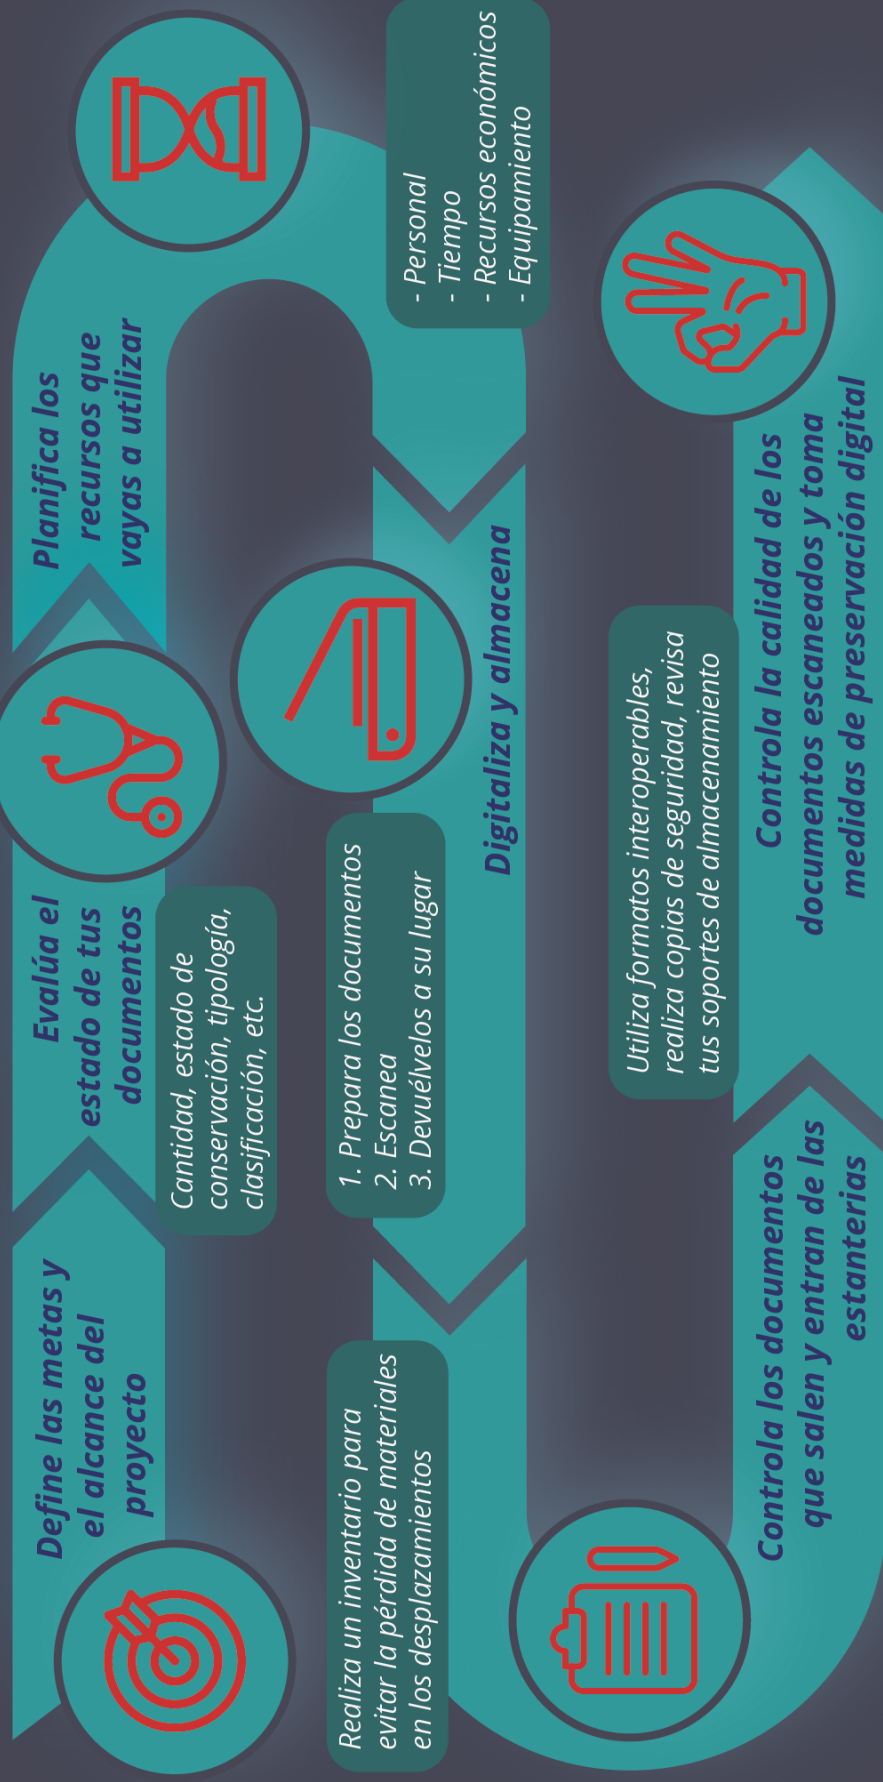 Define las metas y
el alcance del
proyecto
Evalúa el
estado de tus
documentos
Cantidad, estado de
conservación, tipología,
clasificación, etc.
Planifica los
recursos que
vayas a utilizar
- Personal
- Tiempo
- Recursos económicos
- Equipamiento
Digitaliza y almacena
1. Prepara los documentos
2. Escanea
3. Devuélvelos a su lugar
Realiza un inventario para
evitar la pérdida de materiales
en los desplazamientos
Controla los documentos
que salen y entran de las
estanterias
Utiliza formatos interoperables,
realiza copias de seguridad, revisa
tus soportes de almacenamiento
Controla la calidad de los
documentos escaneados y toma
medidas de preservación digital